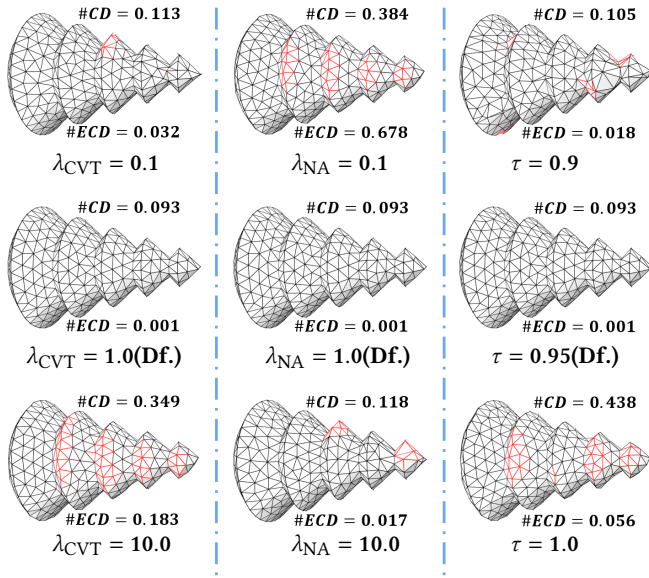 #CD = 0.113
#CD = 0.384
#CD = 0.105
#ECD = 0.032
#ECD = 0.678
#ECD = 0.018
λCVT = 0.1
λNA = 0.1
τ = 0.9
#CD = 0.093
#CD = 0.093
#CD = 0.093
#ECD = 0.001
#ECD = 0.001
#ECD = 0.001
λCVT = 1.0(Df.)
λNA = 1.0(Df.)
τ = 0.95(Df.)
#CD = 0.349
#CD = 0.118
#CD = 0.438
#ECD = 0.183
#ECD = 0.017
#ECD = 0.056
λCVT = 10.0
λNA = 10.0
τ = 1.0